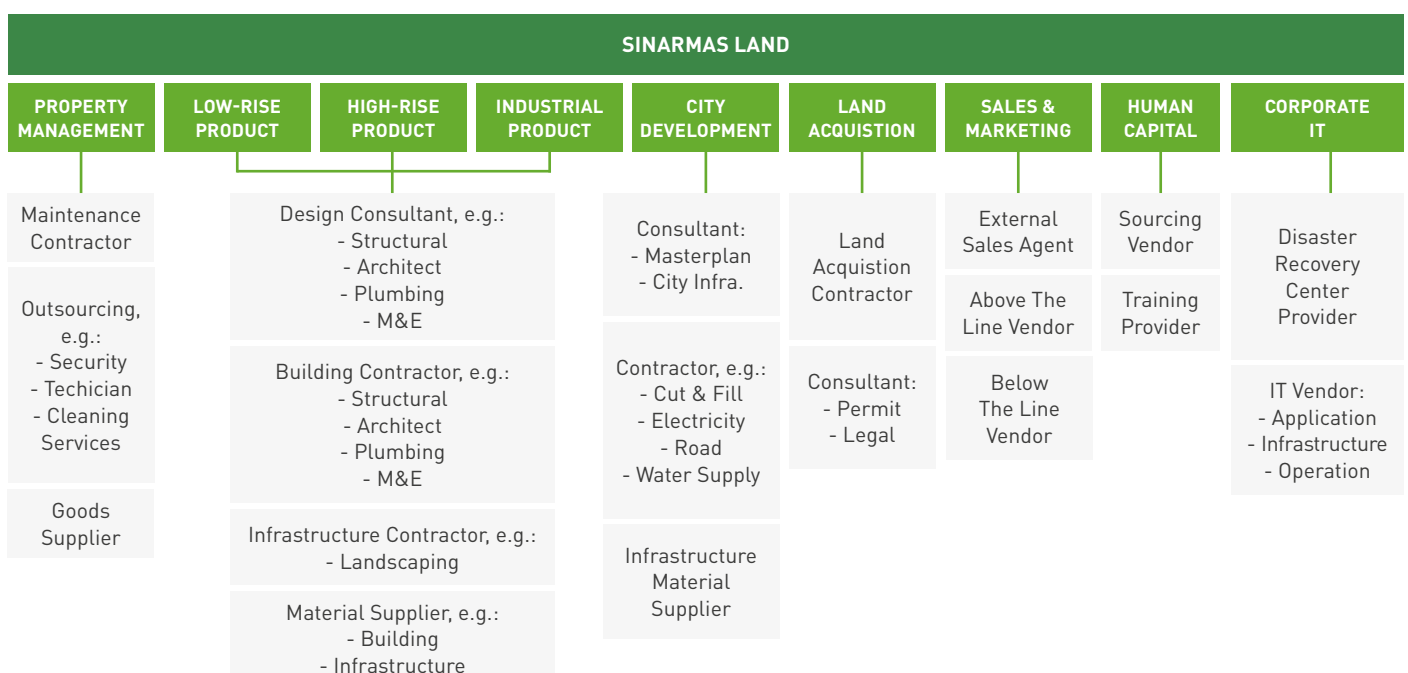 SINARMAS LAND
PROPERTY
MANAGEMENT
LOW-RISE
PRODUCT
HIGH-RISE
PRODUCT
INDUSTRIAL
PRODUCT
CITY
DEVELOPMENT
LAND
ACQUISTION
SALES &
MARKETING
HUMAN
CAPITAL
CORPORATE
IT
Maintenance
Contractor
Outsourcing,
e.g.:
- Security
- Techician
- Cleaning
Services
Goods
Supplier
Design Consultant, e.g.:
- Structural
- Architect
- Plumbing
- M&E
Building Contractor, e.g.:
- Structural
- Architect
- Plumbing
- M&E
Infrastructure Contractor, e.g.:
- Landscaping
Material Supplier, e.g.:
- Building
- Infrastructure
Consultant:
- Masterplan
- City Infra.
Contractor, e.g.:
- Cut & Fill
- Electricity
- Road
- Water Supply
Infrastructure
Material
Supplier
Land
Acquistion
Contractor
Consultant:
- Permit
- Legal
External
Sales Agent
Above The
Line Vendor
Below
The Line
Vendor
Sourcing
Vendor
Training
Provider
Disaster
Recovery
Center
Provider
IT Vendor:
- Application
- Infrastructure
- Operation